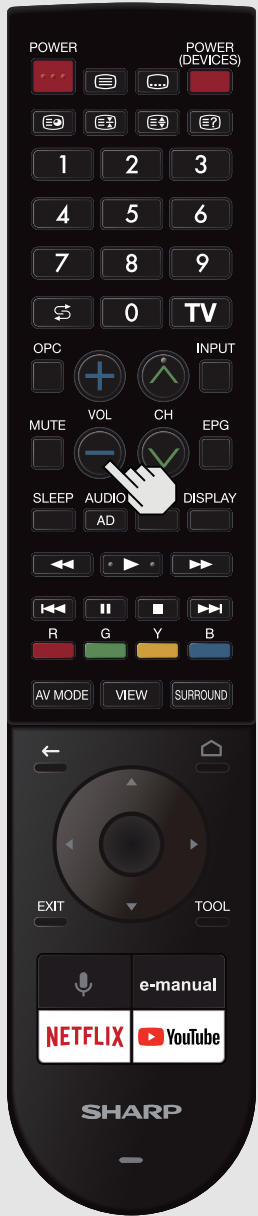 POWER
POWER
(DEVICES)
1 2 3
4 5 6
7 8 9
0 TV
OPC INPUT
VOL CH
MUTE EPG
SLEEP AUDIO DISPLAY
AD
R G Y B
AV MODE VIEW SURROUND
EXIT TOOL
e-manual
NETFLIX YouTube
SHARP